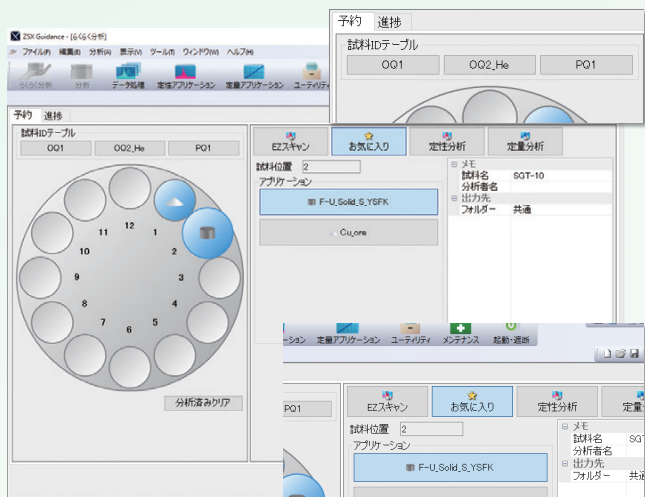 ZSX Guidance - [らくらく分析]
ファイル(F) 編集(E) 分析(A) 表示(V) ツール(T) ウィンドウ(W) ヘルプ(H)
らくらく分析 分析 データ処理 定性アプリケーション 定量アプリケーション ユーティリティ
予約 進捗
試料IDテーブル
OQ1 OQ2_He PQ1
12
1
2
3
4
5
6
7
8
9
10
11
分析済みクリア
EZスキャン お気に入り 定性分析 定量分析
試料位置 2
アプリケーション
F-U_Solid_S_YSFK
Cu_ore
メモ
試料名 SGT-10
分析者名
出力先
フォルダー 共通
予約 進捗
試料IDテーブル
OQ1 OQ2_He PQ1
ーション 定量アプリケーション ユーティリティ メンテナンス 起動・遮断
PQ1
EZスキャン お気に入り 定性分析 定量
試料位置 2
アプリケーション
F-U_Solid_S_YSFK
メモ
試料名 SG
分析者名
出力先
フォルダー 共